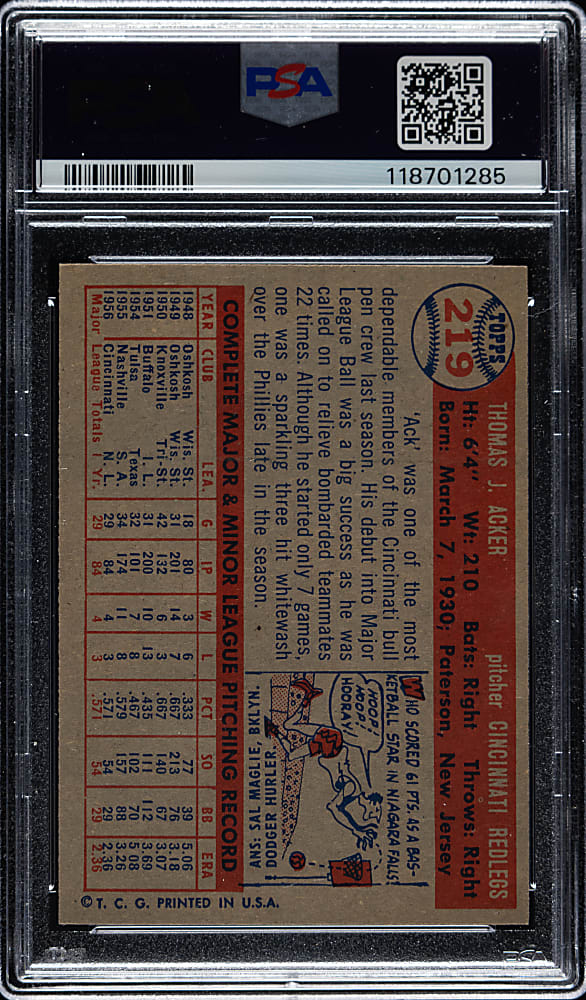 PSA
118701285
TOPPS
219
THOMAS J. ACKER pitcher CINCINNATI REDLEGS
Ht: 6'4" Wt: 210 Bats: Right Throws: Right
Born: March 7, 1930; Paterson, New Jersey
'Ack' was one of the most
dependable members of the Cincinnati bull
pen crew last season. His debut into Major
League Ball was a big success as he was
called on to relieve bombarded teammates
22 times. Although he started only 7 games,
one was a sparkling three hit whitewash
over the Phillies late in the season.
WHO SCORED 61 PTS. AS A BAS-
KETBALL STAR IN NIAGARA FALLS?
HOOP!
HOOP!
HOORAY!
ANS. SAL MAGLIE, BKLYN.
DODGER HURLER.
COMPLETE MAJOR & MINOR LEAGUE PITCHING RECORD
YEAR CLUB LEA. G IP W L PCT SO BB ERA
1948 Oshkosh Wis. St. 18 80 3 6 .333 77 39 5.06
1949 Oshkosh Wis. St. 31 201 14 7 .667 213 76 3.18
1950 Knoxville Tri-St. 42 132 6 3 .667 140 67 3.07
1951 Buffalo I. L. 31 200 10 13 .435 111 112 3.69
1954 Tulsa Texas 32 101 7 8 .467 102 70 5.08
1955 Nashville S. A. 34 174 11 8 .579 157 88 3.26
1956 Cincinnati N. L. 29 84 4 3 .571 54 29 2.36
Major League Totals 1 Yr. 29 84 4 3 .571 54 29 2.36
© T. C. G. PRINTED IN U.S.A.
PSA